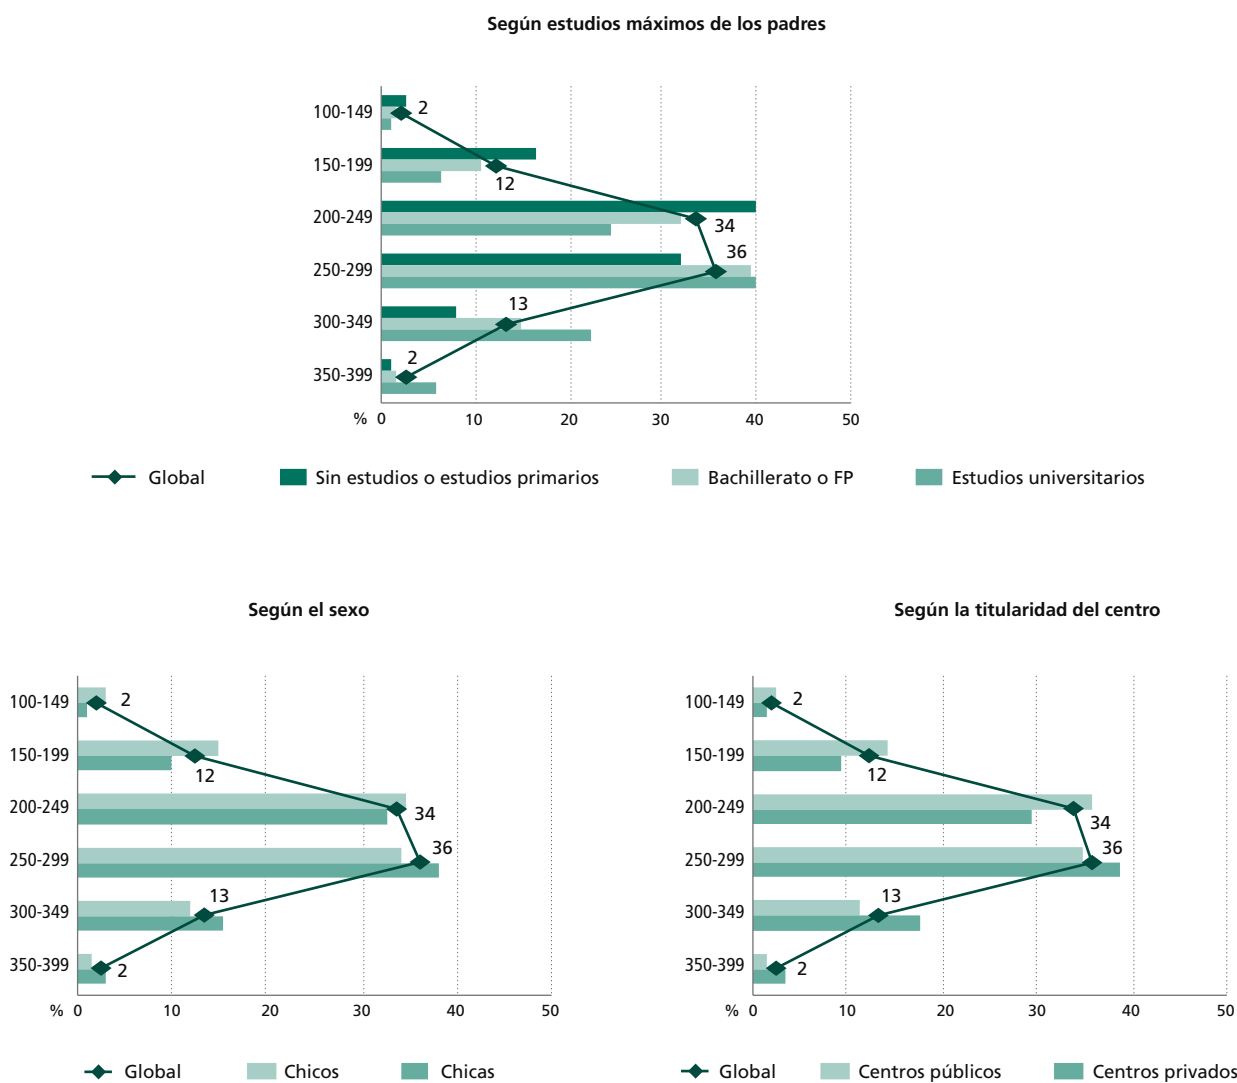 Según estudios máximos de los padres
100-149 2
150-199 12
200-249 34
250-299 36
300-349 13
350-399 2
% 0 10 20 30 40 50
Global Sin estudios o estudios primarios Bachillerato o FP Estudios universitarios
Según el sexo
100-149 2
150-199 12
200-249 34
250-299 36
300-349 13
350-399 2
% 0 10 20 30 40 50
Global Chicos Chicas
Según la titularidad del centro
100-149 2
150-199 12
200-249 34
250-299 36
300-349 13
350-399 2
% 0 10 20 30 40 50
Global Centros públicos Centros privados